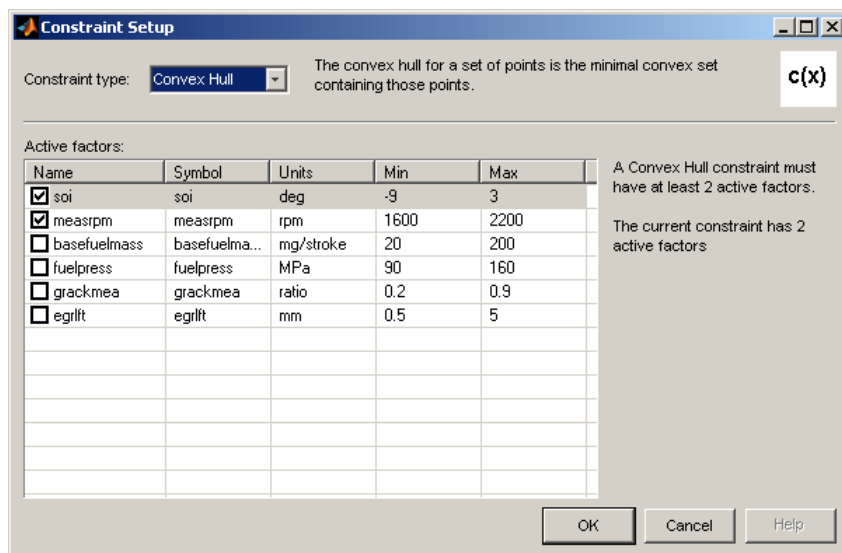 Constraint Setup
Constraint type: Convex Hull
The convex hull for a set of points is the minimal convex set
containing those points.
c(x)
Active factors:
Name Symbol Units Min Max
soi soi deg -9 3
measrpm measrpm rpm 1600 2200
basefuelmass basefuelma... mg/stroke 20 200
fuelpress fuelpress MPa 90 160
grackmea grackmea ratio 0.2 0.9
egrlft egrlft mm 0.5 5
A Convex Hull constraint must
have at least 2 active factors.
The current constraint has 2
active factors
OK Cancel Help